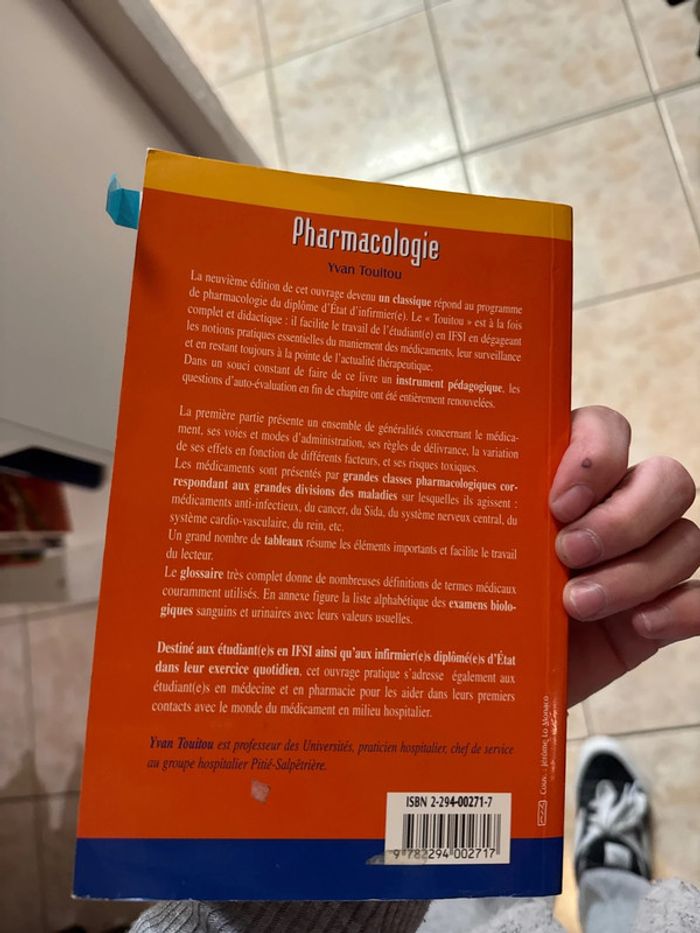 Pharmacologie
Yvan Touitou
La neuvième édition de cet ouvrage devenu un classique répond au programme
de pharmacologie du diplôme d'État d'infirmier(e). Le « Touitou » est à la fois
complet et didactique : il facilite le travail de l'étudiant(e) en IFSI en dégageant
les notions pratiques essentielles du maniement des médicaments, leur surveillance
et en restant toujours à la pointe de l'actualité thérapeutique.
Dans un souci constant de faire de ce livre un instrument pédagogique, les
questions d'auto-évaluation en fin de chapitre ont été entièrement renouvelées.
La première partie présente un ensemble de généralités concernant le médica-
ment, ses voies et modes d'administration, ses règles de délivrance, la variation
de ses effets en fonction de différents facteurs, et ses risques toxiques.
Les médicaments sont présentés par grandes classes pharmacologiques cor-
respondant aux grandes divisions des maladies sur lesquelles ils agissent :
médicaments anti-infectieux, du cancer, du Sida, du système nerveux central, du
système cardio-vasculaire, du rein, etc.
Un grand nombre de tableaux résume les éléments importants et facilite le travail
du lecteur.
Le glossaire très complet donne de nombreuses définitions de termes médicaux
couramment utilisés. En annexe figure la liste alphabétique des examens biolo-
giques sanguins et urinaires avec leurs valeurs usuelles.
Destiné aux étudiant(e)s en IFSI ainsi qu'aux infirmier(e)s diplômé(e)s d'État
dans leur exercice quotidien, cet ouvrage pratique s'adresse également aux
étudiant(e)s en médecine et en pharmacie pour les aider dans leurs premiers
contacts avec le monde du médicament en milieu hospitalier.
Yvan Touitou est professeur des Universités, praticien hospitalier, chef de service
au groupe hospitalier Pitié-Salpêtrière.
Couv. : Jérôme Lo Monaco
ISBN 2-294-00271-7
9 782294 002717